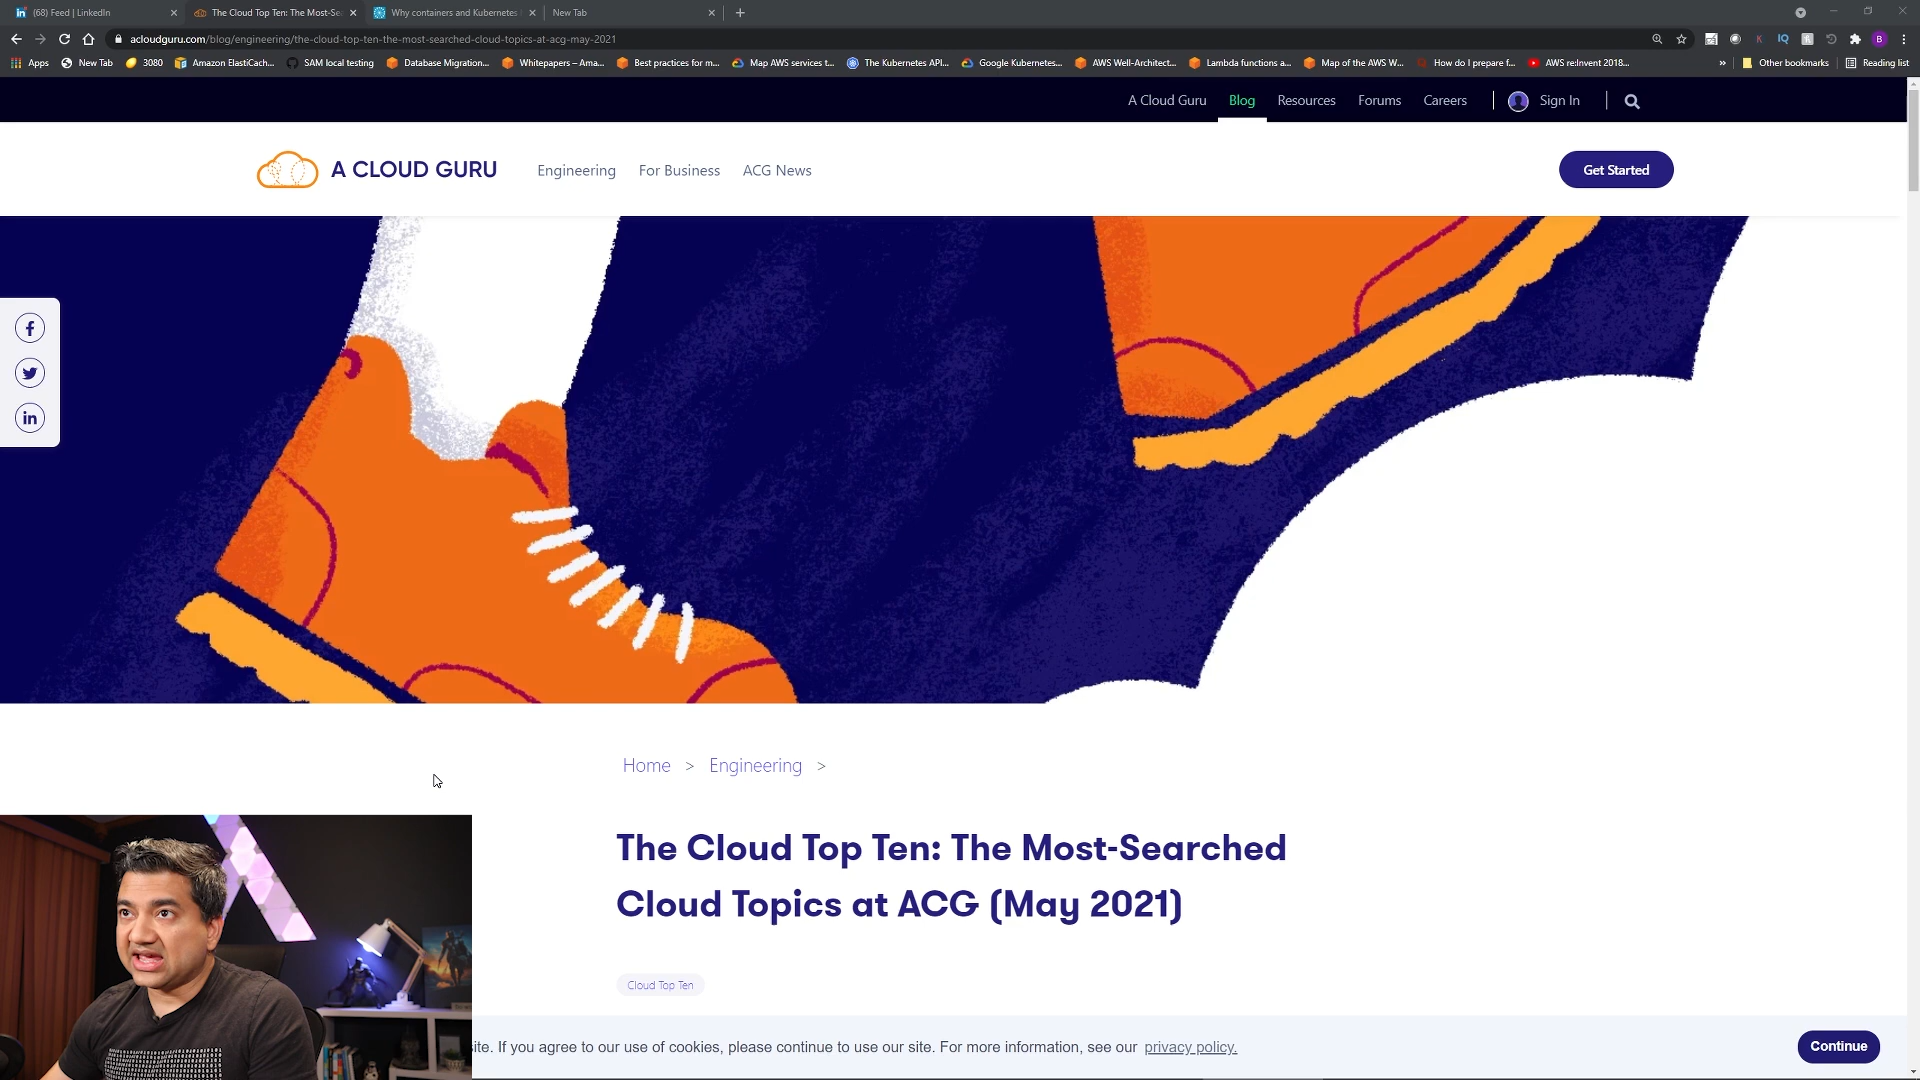 (68) Feed | LinkedIn
The Cloud Top Ten: The Most-Se
Why containers and Kubernetes
New Tab
acloudguru.com/blog/engineering/the-cloud-top-ten-the-most-searched-cloud-topics-at-acg-may-2021
Apps
New Tab
3080
Amazon ElastiCach...
SAM local testing
Database Migration...
Whitepapers – Ama...
Best practices for m...
Map AWS services t...
The Kubernetes API...
Google Kubernetes...
AWS Well-Architect...
Lambda functions a...
Map of the AWS W...
How do I prepare f...
AWS re:Invent 2018...
»
Other bookmarks
Reading list
A Cloud Guru
Blog
Resources
Forums
Careers
Sign In
A CLOUD GURU
Engineering
For Business
ACG News
Get Started
Home > Engineering >
The Cloud Top Ten: The Most-Searched
Cloud Topics at ACG (May 2021)
Cloud Top Ten
ite. If you agree to our use of cookies, please continue to use our site. For more information, see our privacy policy.
Continue